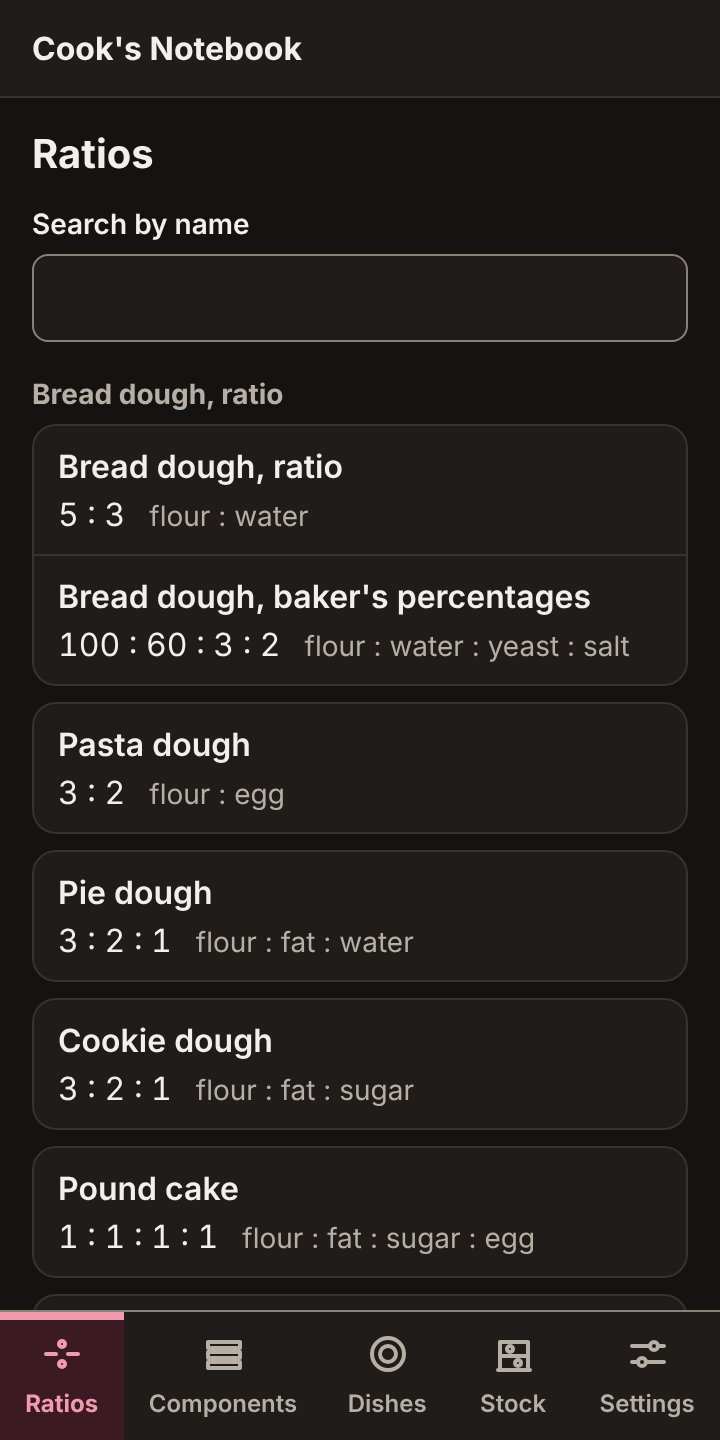 Cook's Notebook
Ratios
Search by name
Bread dough, ratio
Bread dough, ratio
5 : 3 flour : water
Bread dough, baker's percentages
100 : 60 : 3 : 2 flour : water : yeast : salt
Pasta dough
3 : 2 flour : egg
Pie dough
3 : 2 : 1 flour : fat : water
Cookie dough
3 : 2 : 1 flour : fat : sugar
Pound cake
1 : 1 : 1 : 1 flour : fat : sugar : egg
Ratios Components Dishes Stock Settings